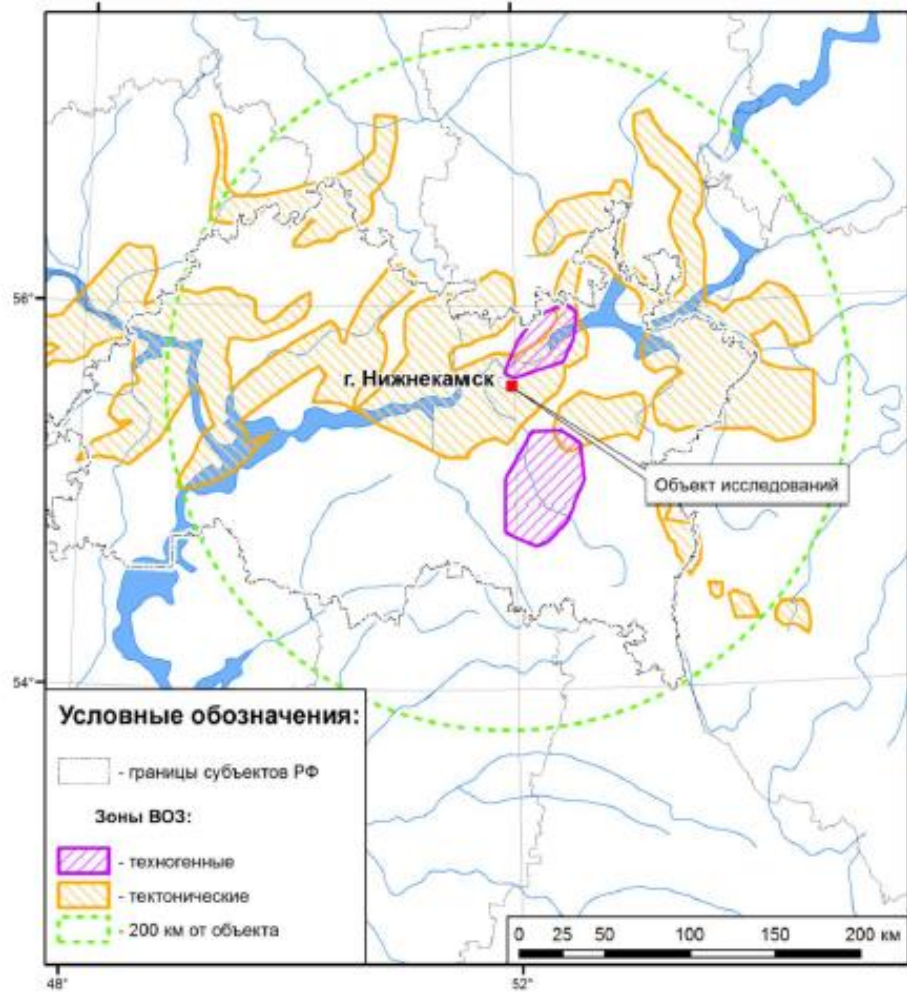 56°
г. Нижнекамск
Объект исследований
54°
Условные обозначения:
- границы субъектов РФ
Зоны ВОЗ:
- техногенные
- тектонические
- 200 км от объекта
0 25 50 100 150 200 км
48°
52°